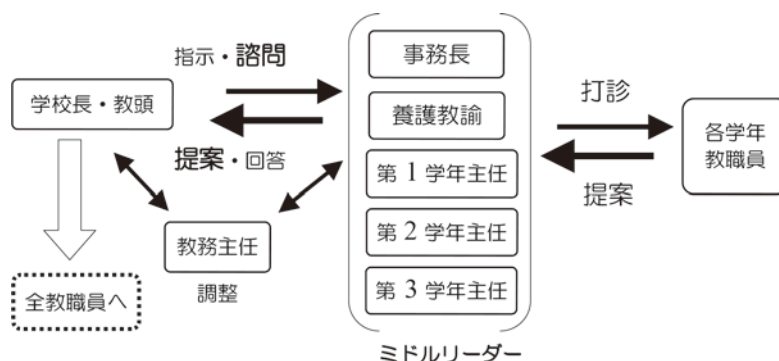 指示・諮問
学校長・教頭
提案・回答
教務主任
調整
全教職員へ
事務長
養護教諭
第1学年主任
第2学年主任
第3学年主任
ミドルリーダー
打診
提案
各学年
教職員